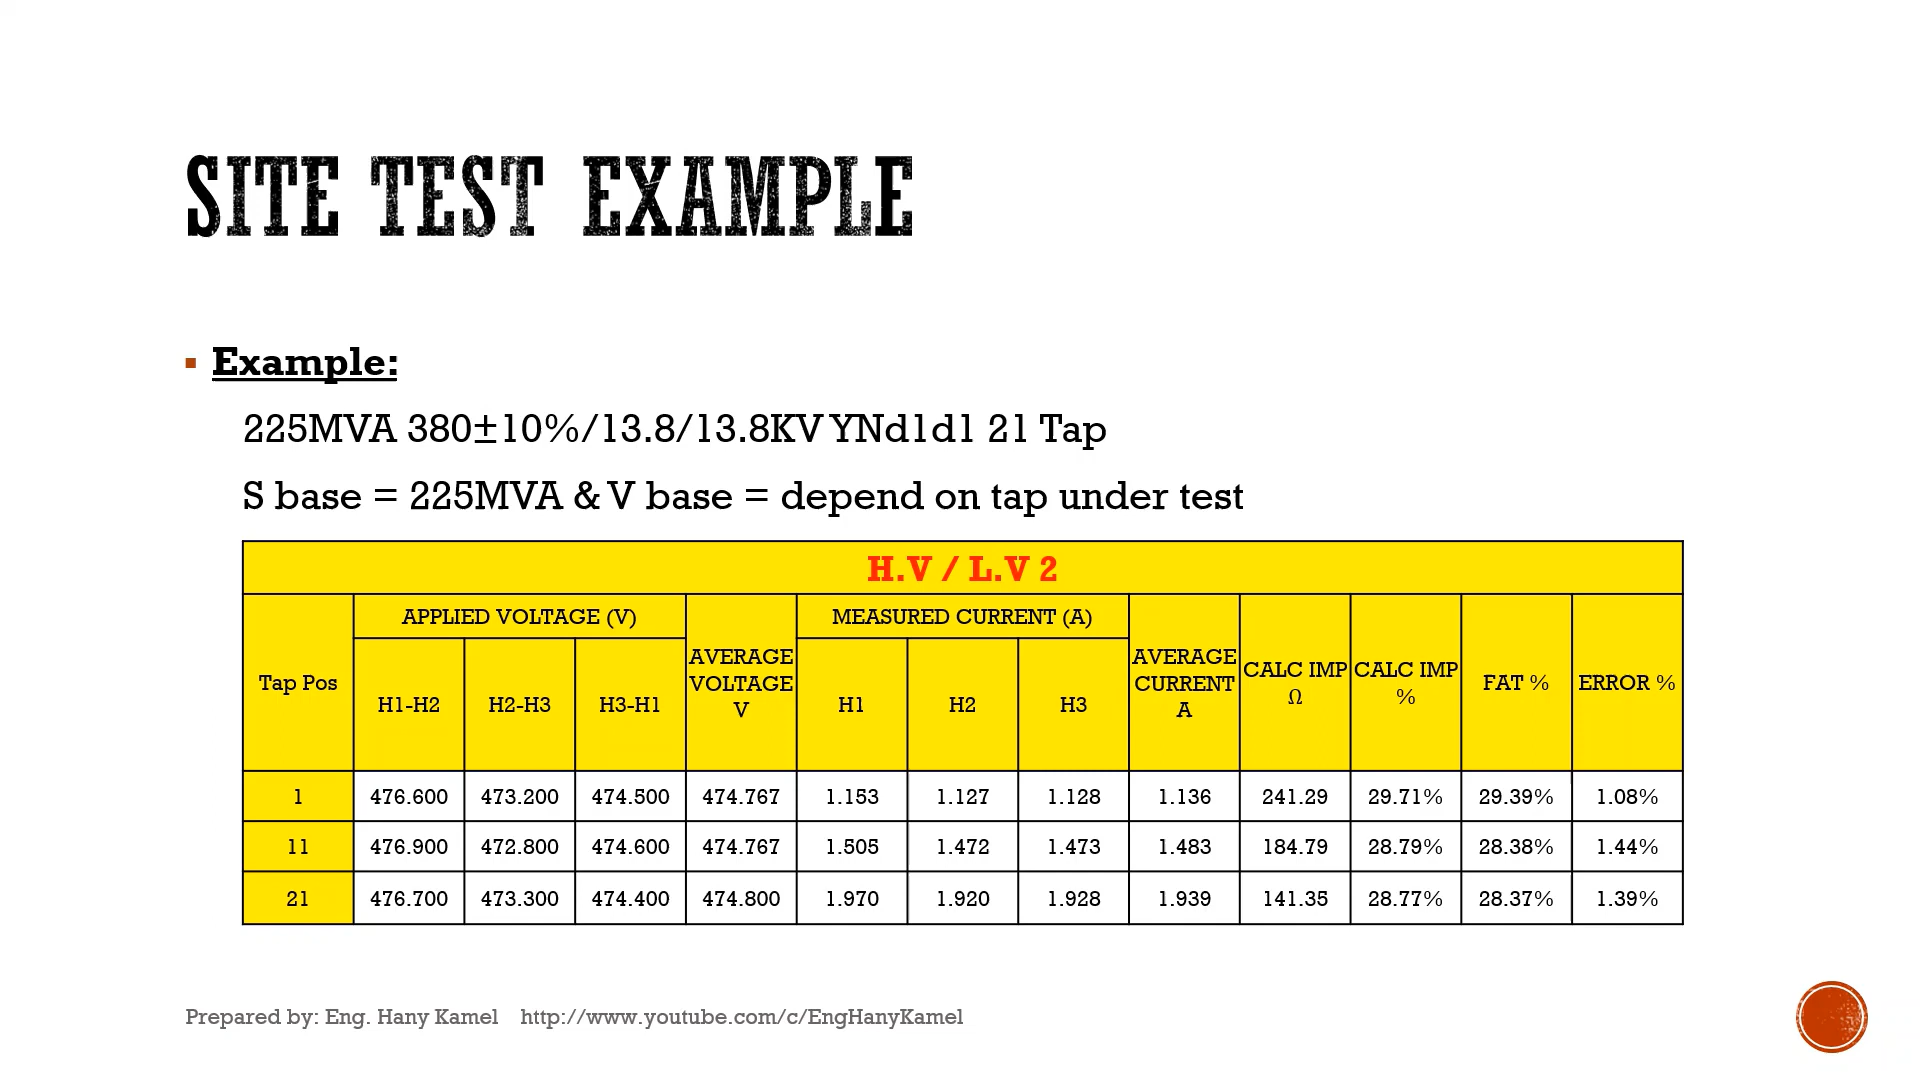 SITE TEST EXAMPLE
▪ Example:
225MVA 380±10%/13.8/13.8KV YNd1d1 21 Tap
S base = 225MVA & V base = depend on tap under test
H.V / L.V 2
Tap Pos
APPLIED VOLTAGE (V)
H1-H2 H2-H3 H3-H1
AVERAGE
VOLTAGE
V
MEASURED CURRENT (A)
H1 H2 H3
AVERAGE
CURRENT
A
CALC IMP
Ω
CALC IMP
%
FAT %
ERROR %
1 476.600 473.200 474.500 474.767 1.153 1.127 1.128 1.136 241.29 29.71% 29.39% 1.08%
11 476.900 472.800 474.600 474.767 1.505 1.472 1.473 1.483 184.79 28.79% 28.38% 1.44%
21 476.700 473.300 474.400 474.800 1.970 1.920 1.928 1.939 141.35 28.77% 28.37% 1.39%
Prepared by: Eng. Hany Kamel http://www.youtube.com/c/EngHanyKamel